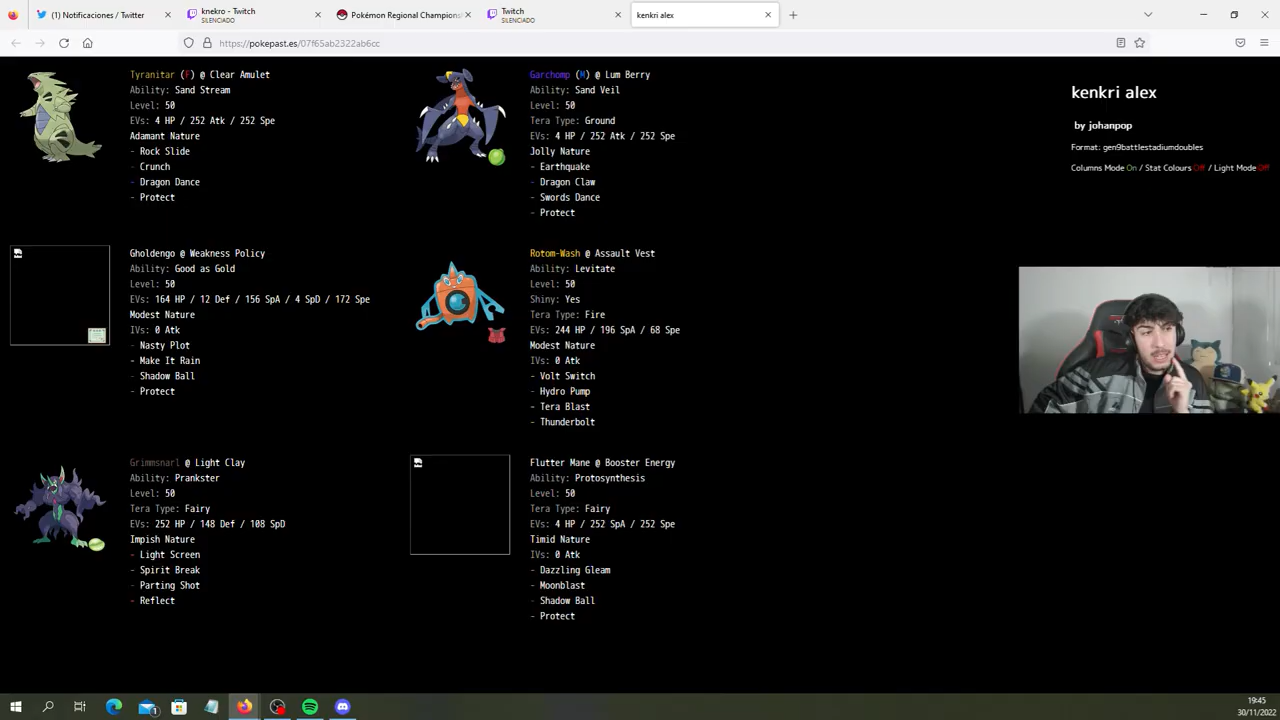 (1) Notificaciones / Twitter
knekro - Twitch
SILENCIADO
Pokémon Regional Champions
Twitch
SILENCIADO
kenkri alex
https://pokepast.es/07f65ab2322ab6cc
Tyranitar (F) @ Clear Amulet
Ability: Sand Stream
Level: 50
EVs: 4 HP / 252 Atk / 252 Spe
Adamant Nature
- Rock Slide
- Crunch
- Dragon Dance
- Protect
Garchomp (M) @ Lum Berry
Ability: Sand Veil
Level: 50
Tera Type: Ground
EVs: 4 HP / 252 Atk / 252 Spe
Jolly Nature
- Earthquake
- Dragon Claw
- Swords Dance
- Protect
Gholdengo @ Weakness Policy
Ability: Good as Gold
Level: 50
EVs: 164 HP / 12 Def / 156 SpA / 4 SpD / 172 Spe
Modest Nature
IVs: 0 Atk
- Nasty Plot
- Make It Rain
- Shadow Ball
- Protect
Rotom-Wash @ Assault Vest
Ability: Levitate
Level: 50
Shiny: Yes
Tera Type: Fire
EVs: 244 HP / 196 SpA / 68 Spe
Modest Nature
IVs: 0 Atk
- Volt Switch
- Hydro Pump
- Tera Blast
- Thunderbolt
Grimmsnarl @ Light Clay
Ability: Prankster
Level: 50
Tera Type: Fairy
EVs: 252 HP / 148 Def / 108 SpD
Impish Nature
- Light Screen
- Spirit Break
- Parting Shot
- Reflect
Flutter Mane @ Booster Energy
Ability: Protosynthesis
Level: 50
Tera Type: Fairy
EVs: 4 HP / 252 SpA / 252 Spe
Timid Nature
IVs: 0 Atk
- Dazzling Gleam
- Moonblast
- Shadow Ball
- Protect
kenkri alex
by johanpop
Format: gen9battlestadiumdoubles
Columns Mode On / Stat Colours Off / Light Mode Off
19:45
30/11/2022